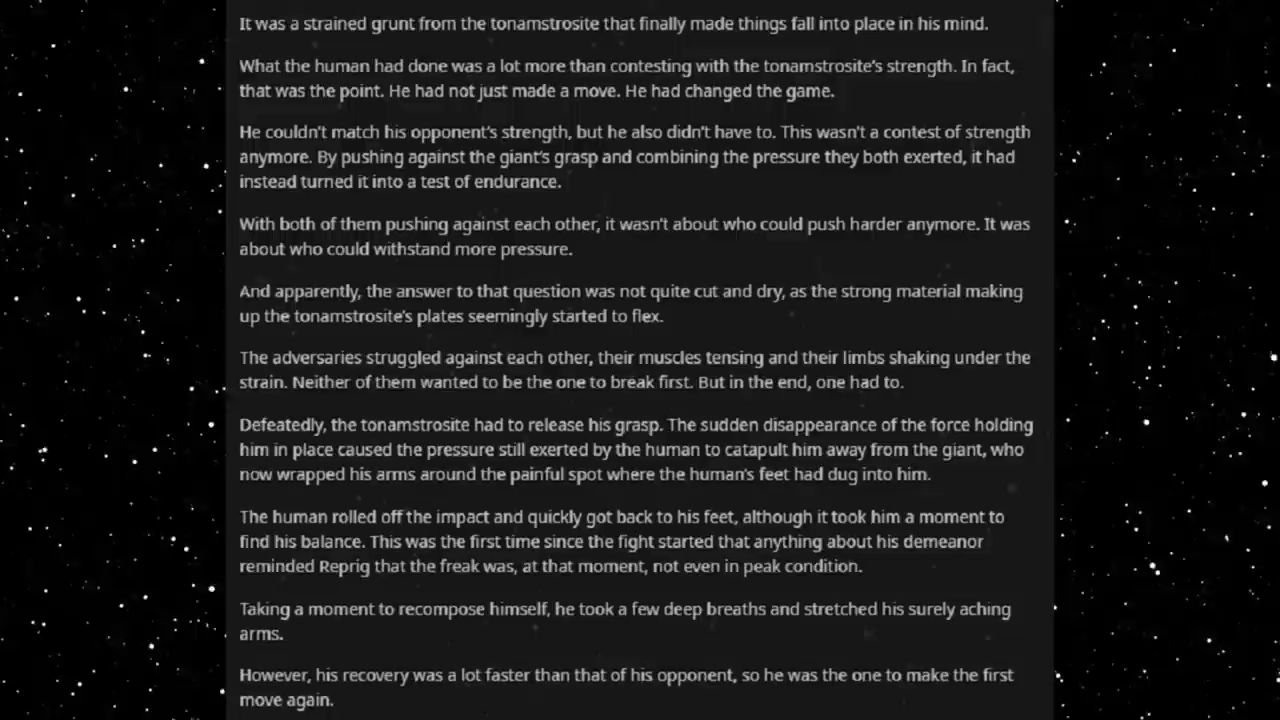 It was a strained grunt from the tonamstrosite that finally made things fall into place in his mind.
What the human had done was a lot more than contesting with the tonamstrosite's strength. In fact,
that was the point. He had not just made a move. He had changed the game.
He couldn't match his opponent's strength, but he also didn't have to. This wasn't a contest of strength
anymore. By pushing against the giant's grasp and combining the pressure they both exerted, it had
instead turned it into a test of endurance.
With both of them pushing against each other, it wasn't about who could push harder anymore. It was
about who could withstand more pressure.
And apparently, the answer to that question was not quite cut and dry, as the strong material making
up the tonamstrosite's plates seemingly started to flex.
The adversaries struggled against each other, their muscles tensing and their limbs shaking under the
strain. Neither of them wanted to be the one to break first. But in the end, one had to.
Defeatedly, the tonamstrosite had to release his grasp. The sudden disappearance of the force holding
him in place caused the pressure still exerted by the human to catapult him away from the giant, who
now wrapped his arms around the painful spot where the human's feet had dug into him.
The human rolled off the impact and quickly got back to his feet, although it took him a moment to
find his balance. This was the first time since the fight started that anything about his demeanor
reminded Reprig that the freak was, at that moment, not even in peak condition.
Taking a moment to recompose himself, he took a few deep breaths and stretched his surely aching
arms.
However, his recovery was a lot faster than that of his opponent, so he was the one to make the first
move again.